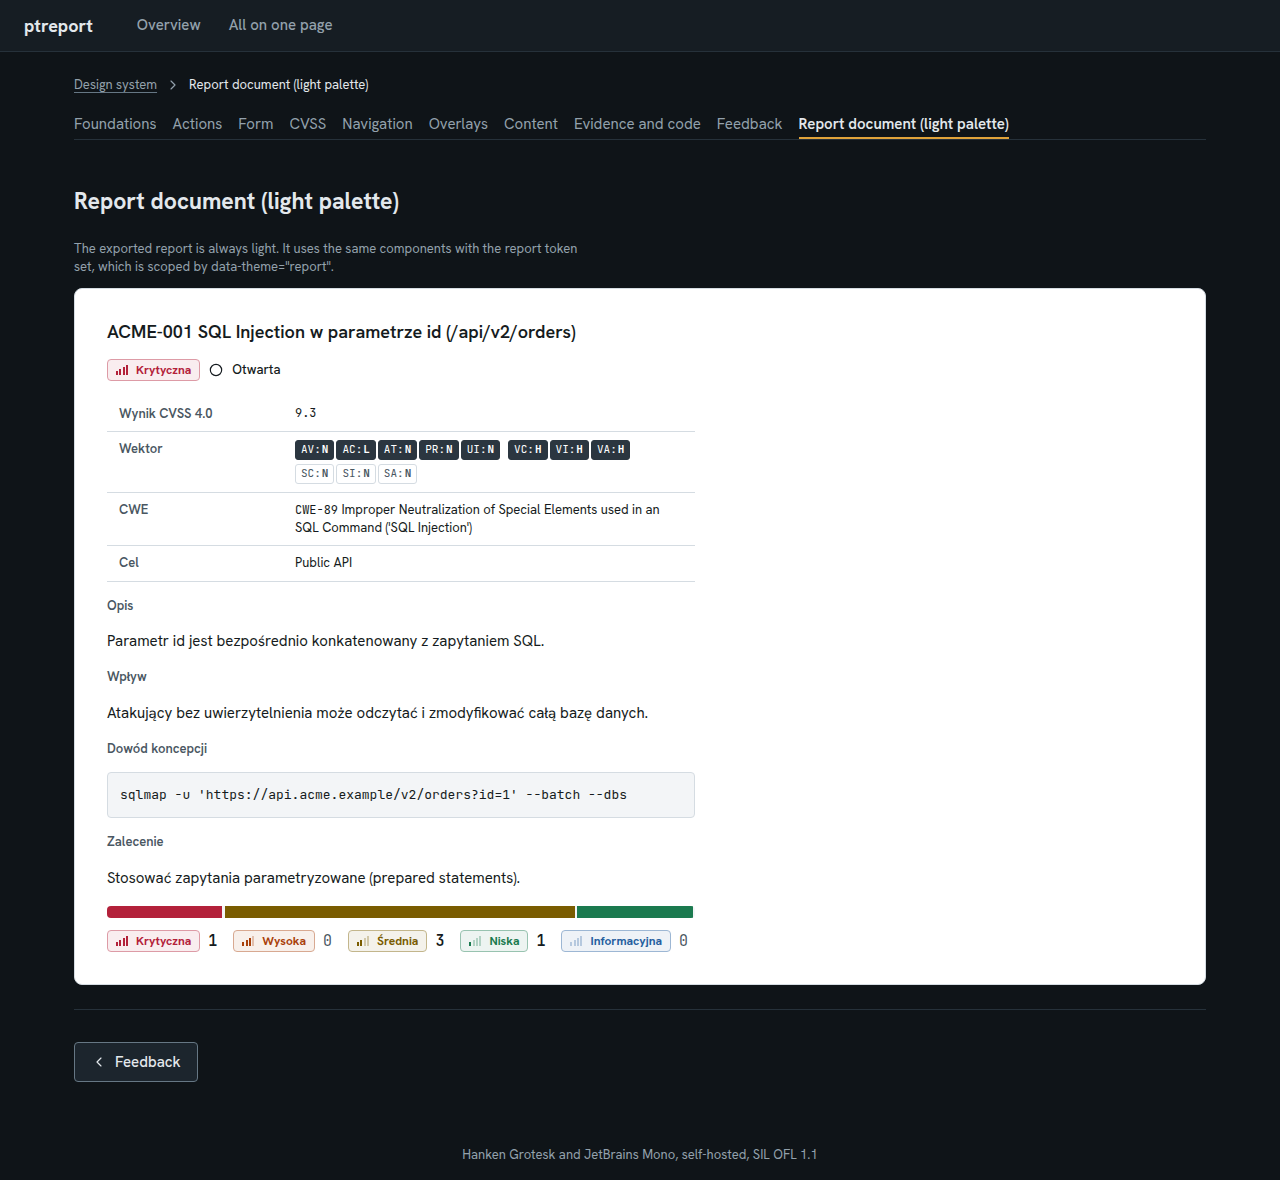 ptreport Overview All on one page
Design system Report document (light palette)
Foundations Actions Form CVSS Navigation Overlays Content Evidence and code Feedback Report document (light palette)
Report document (light palette)
The exported report is always light. It uses the same components with the report token
set, which is scoped by data-theme="report".
ACME-001 SQL Injection w parametrze id (/api/v2/orders)
Krytyczna Otwarta
Wynik CVSS 4.0 9.3
Wektor AV:N AC:L AT:N PR:N UI:N VC:H VI:H VA:H
SC:N SI:N SA:N
CWE CWE-89 Improper Neutralization of Special Elements used in an
SQL Command ('SQL Injection')
Cel Public API
Opis
Parametr id jest bezpośrednio konkatenowany z zapytaniem SQL.
Wpływ
Atakujący bez uwierzytelnienia może odczytać i zmodyfikować całą bazę danych.
Dowód koncepcji
sqlmap -u 'https://api.acme.example/v2/orders?id=1' --batch --dbs
Zalecenie
Stosować zapytania parametryzowane (prepared statements).
Krytyczna 1 Wysoka 0 Średnia 3 Niska 1 Informacyjna 0
Feedback
Hanken Grotesk and JetBrains Mono, self-hosted, SIL OFL 1.1